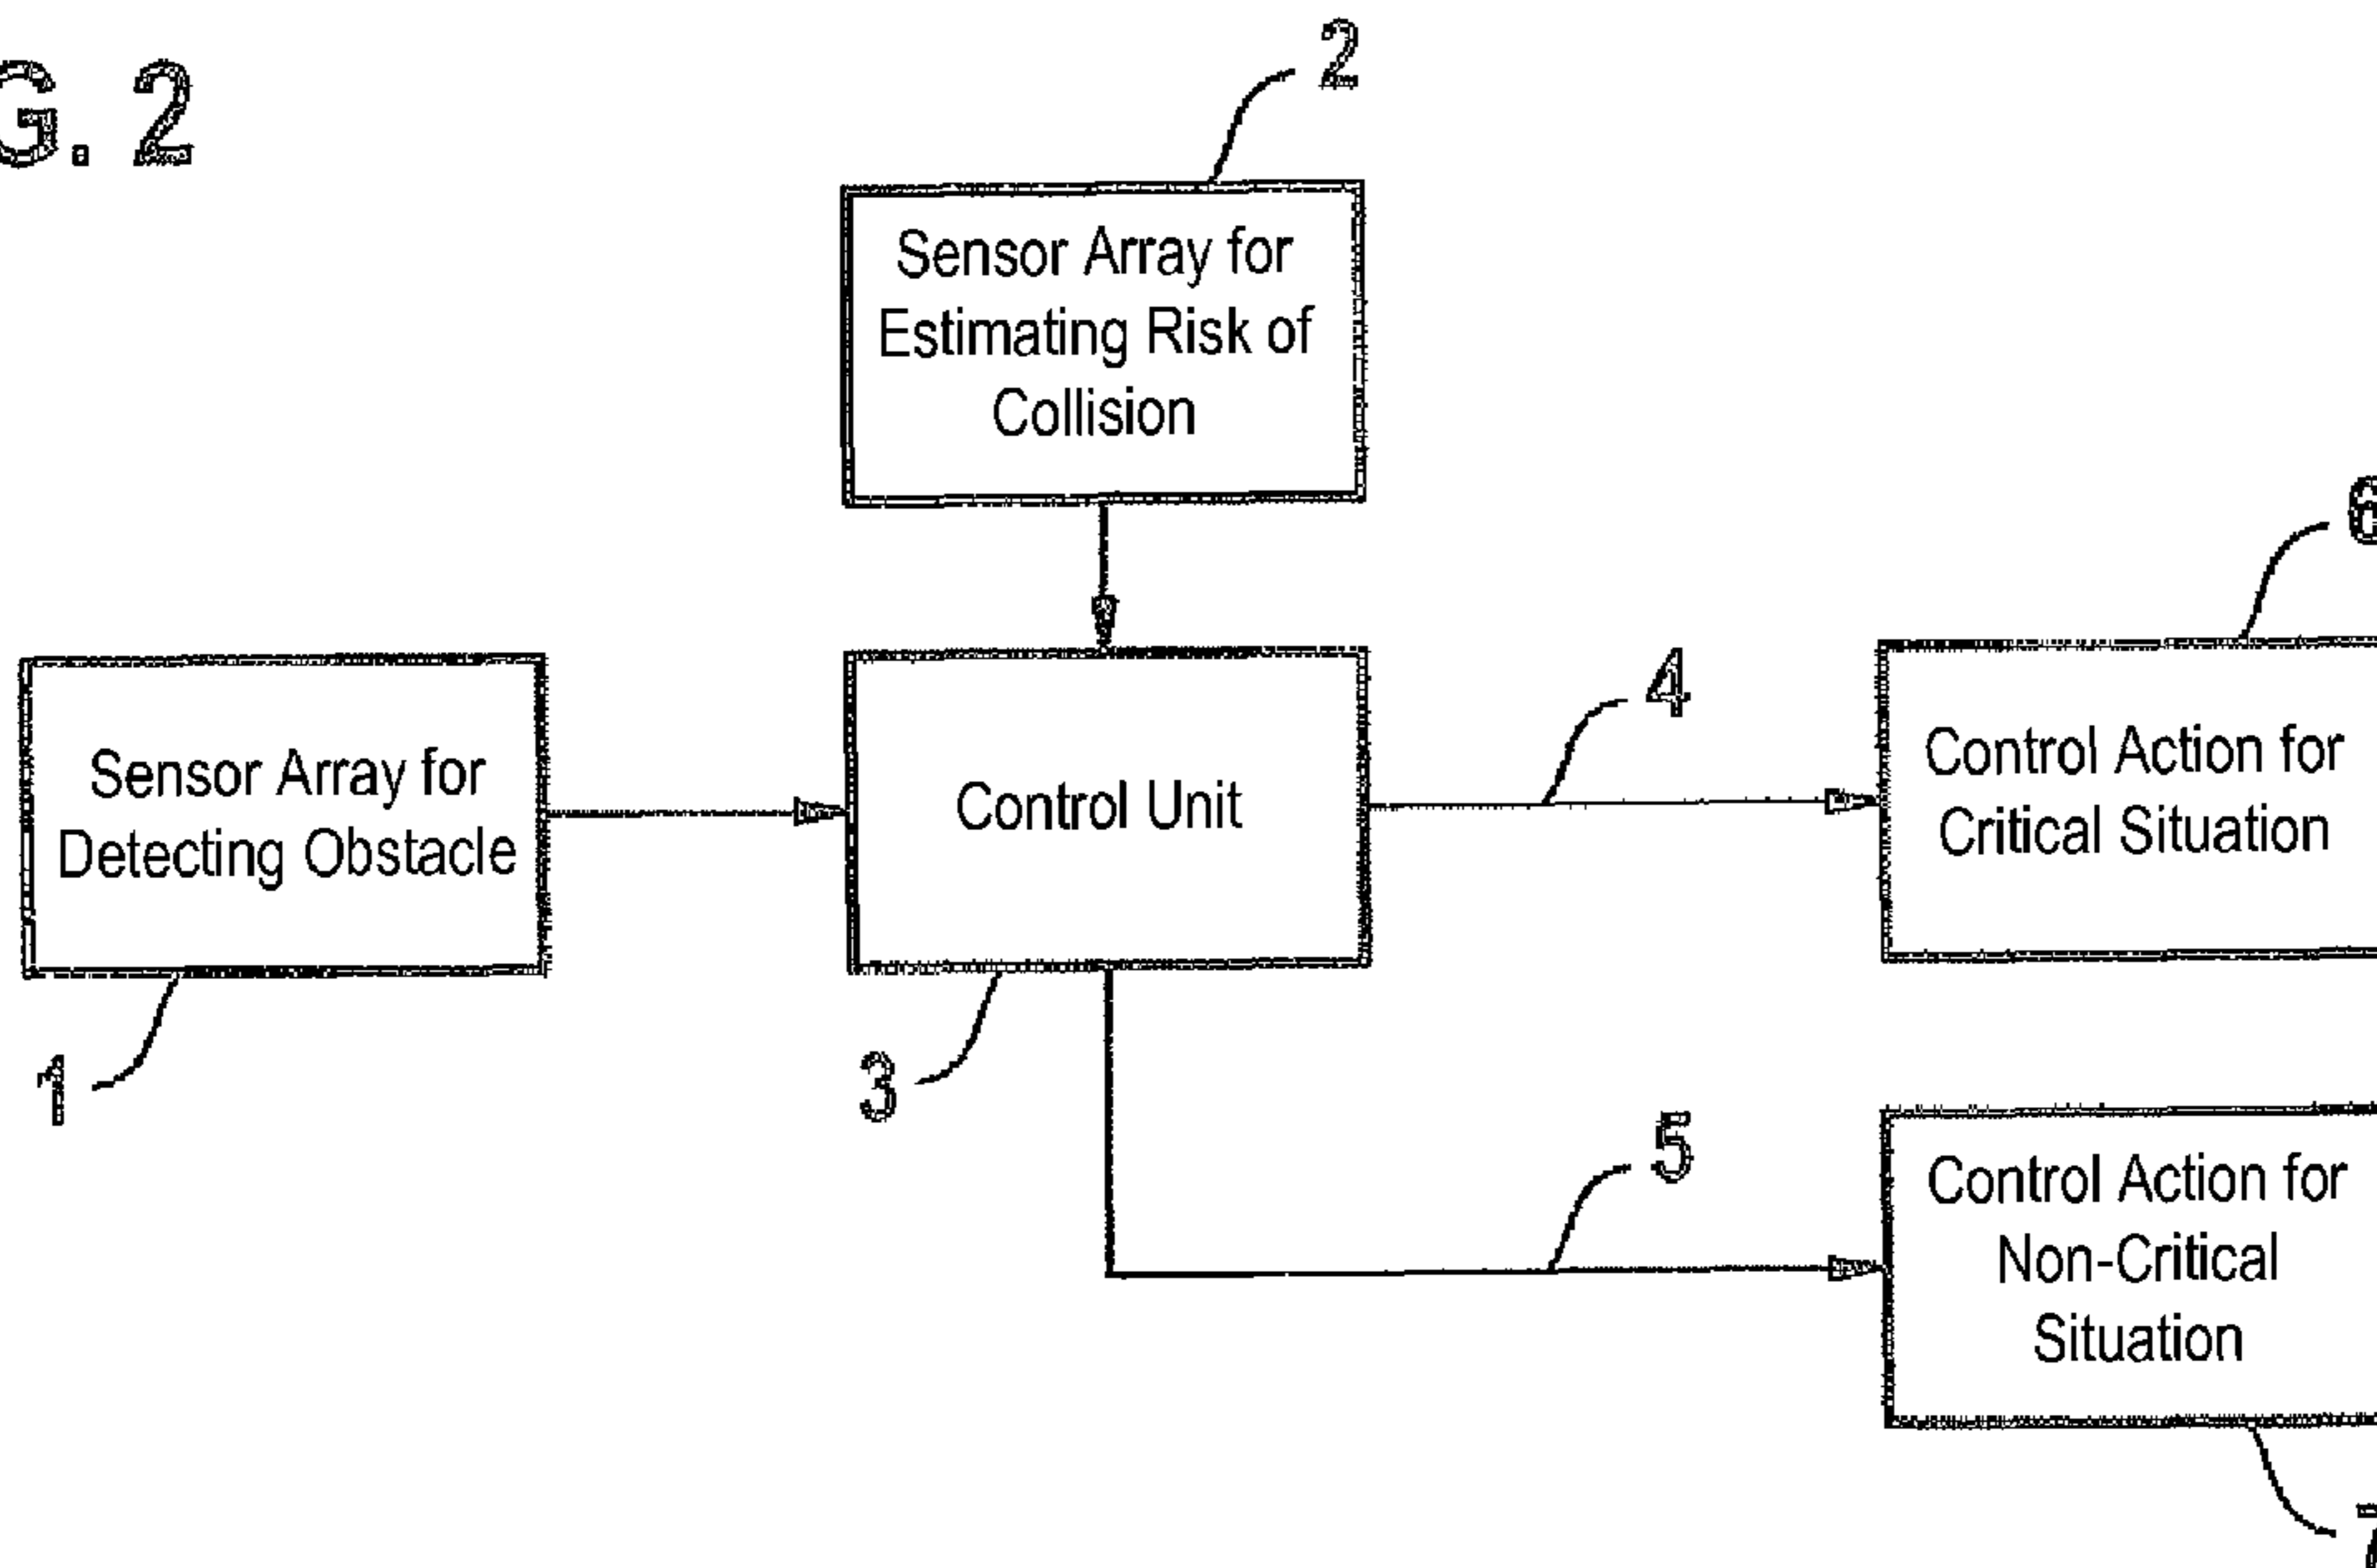 G. 2
2
Sensor Array for
Estimating Risk of
Collision
6
Sensor Array for
Detecting Obstacle
Control Unit
4
Control Action for
Critical Situation
1
3
5
Control Action for
Non-Critical
Situation